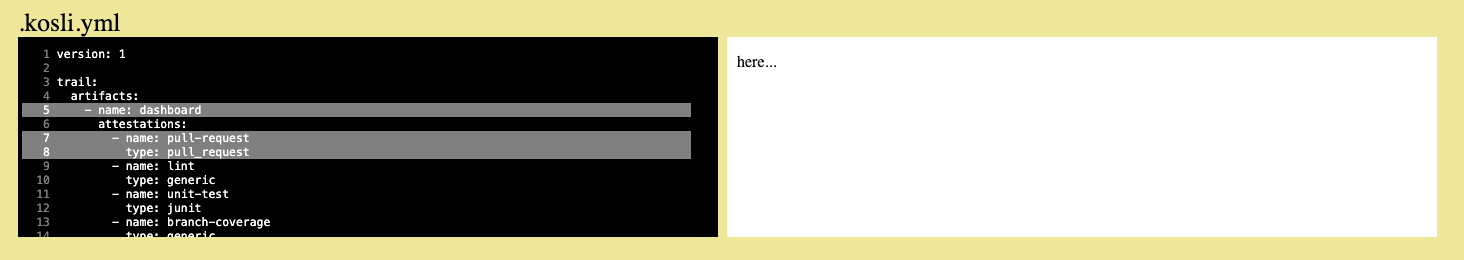 .kosli.yml
1 version: 1
2
3 trail:
4   artifacts:
5     - name: dashboard
6       attestations:
7         - name: pull-request
8           type: pull_request
9         - name: lint
10           type: generic
11         - name: unit-test
12           type: junit
13         - name: branch-coverage
14           type: generic
here...